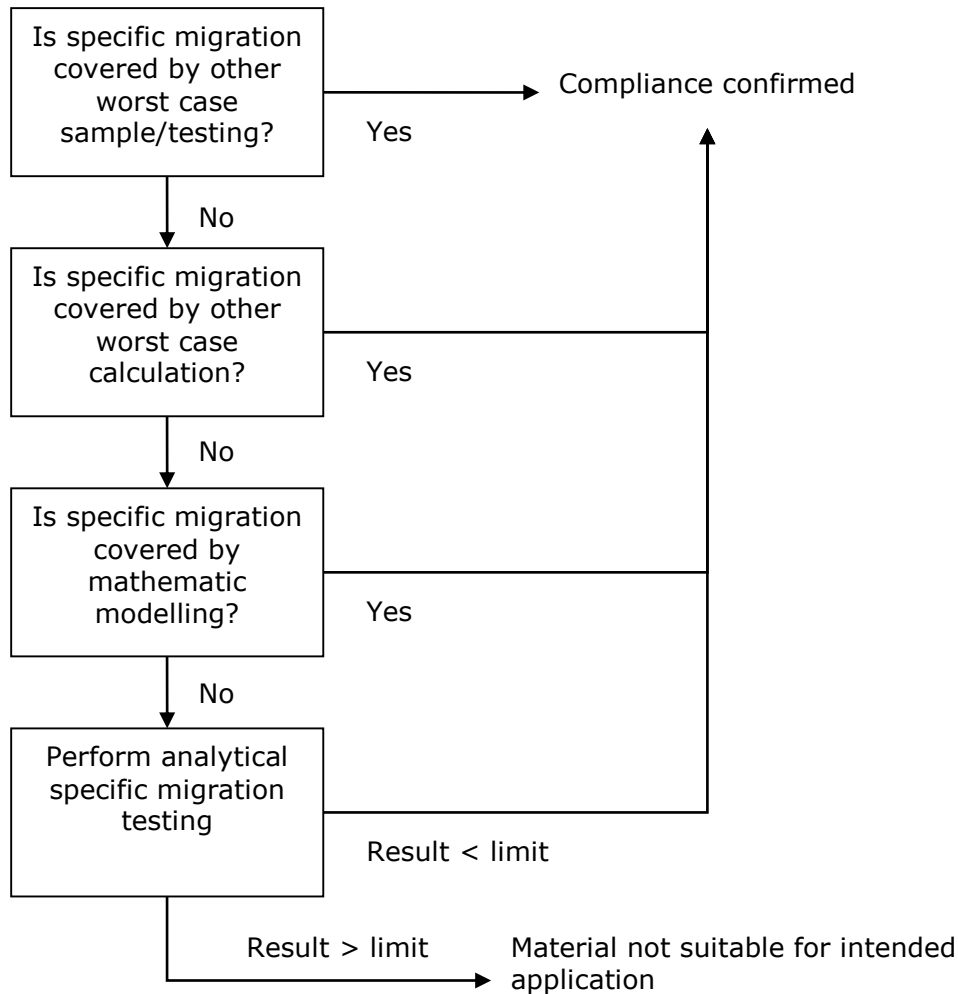 Is specific migration
covered by other
worst case
sample/testing?
Compliance confirmed
Yes
No
Is specific migration
covered by other
worst case
calculation?
Yes
No
Is specific migration
covered by
mathematic
modelling?
Yes
No
Perform analytical
specific migration
testing
Result < limit
Result > limit
Material not suitable for intended
application